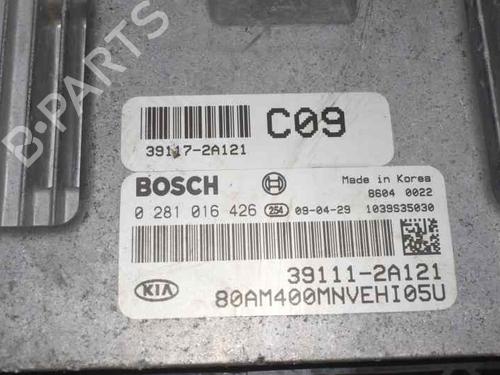 C09
39117-2A121
BOSCH
Made in Korea
8604 0022
0 281 016 426 254 09-04-29 1039S35030
39111-2A121
KIA
80AM400MNVEHI05U
B-PARTS